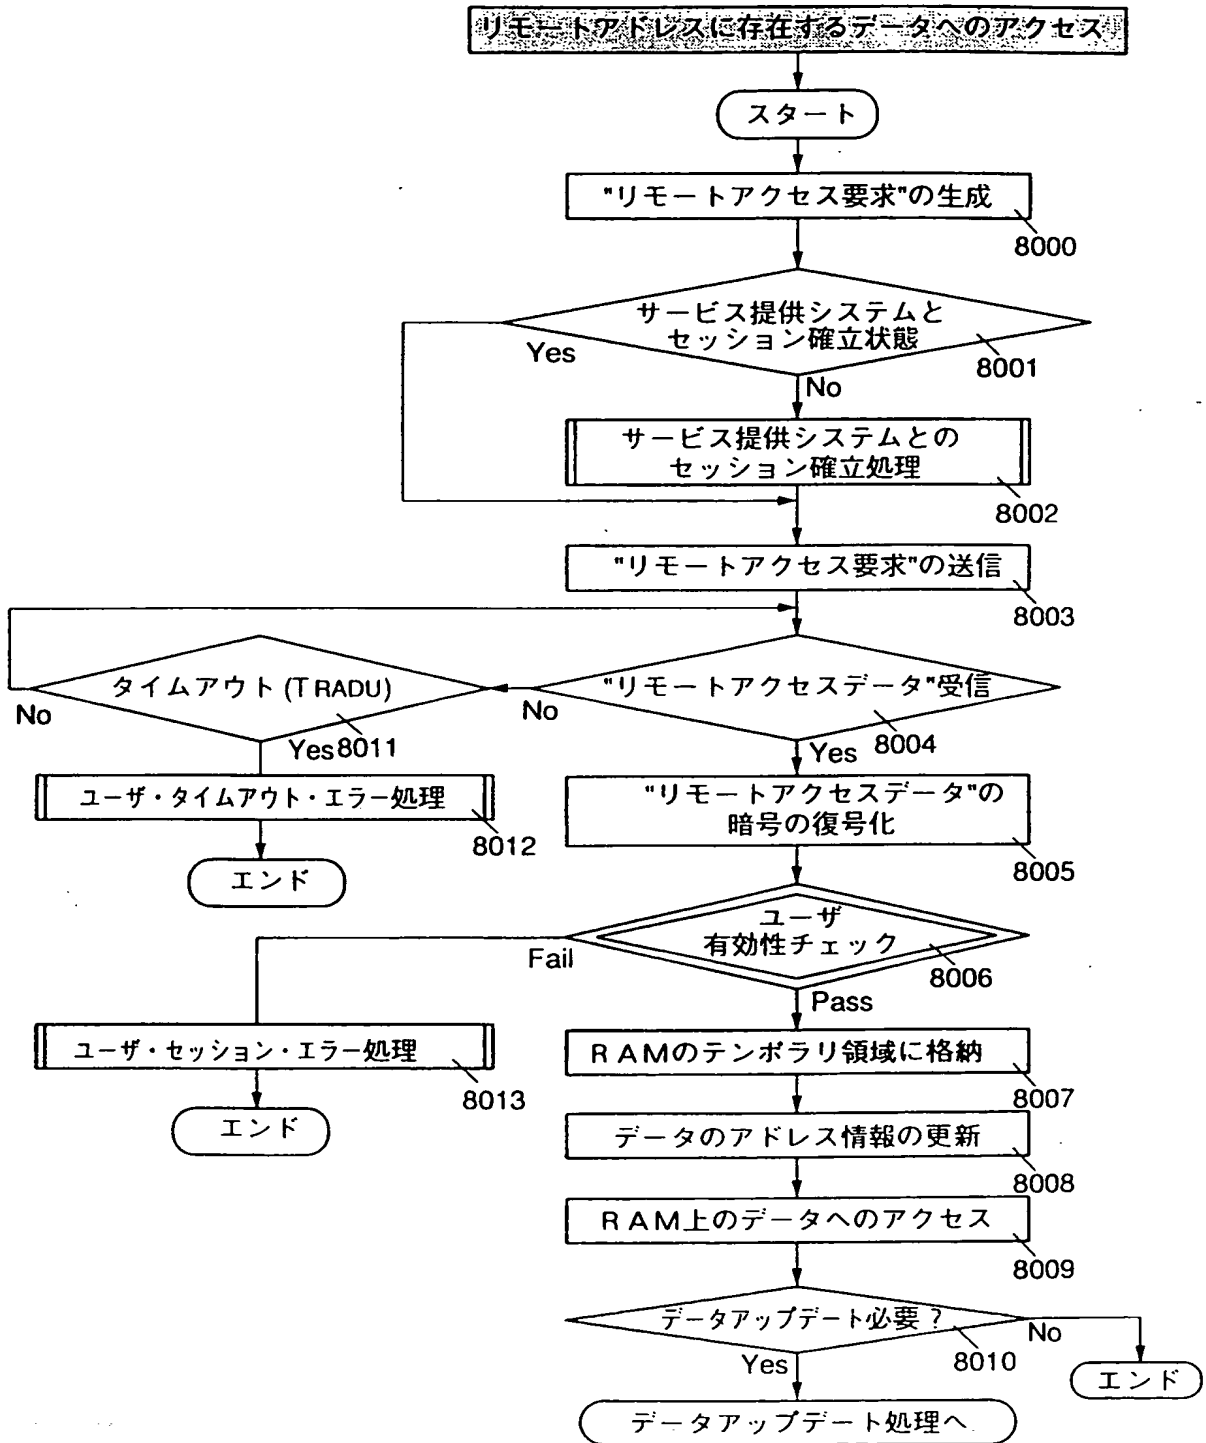 リモートアドレスに存在するデータへのアクセス
スタート
"リモートアクセス要求"の生成
8000
サービス提供システムと
セッション確立状態
Yes
8001
No
サービス提供システムとの
セッション確立処理
8002
"リモートアクセス要求"の送信
8003
タイムアウト(TRADU)
"リモートアクセスデータ"受信
No
No
Yes
8011
Yes
8004
ユーザ・タイムアウト・エラー処理
"リモートアクセスデータ"の
暗号の復号化
8012
8005
エンド
ユーザ
有効性チェック
Fail
8006
Pass
ユーザ・セッション・エラー処理
RAMのテンポラリ領域に格納
8013
8007
エンド
データのアドレス情報の更新
8008
RAM上のデータへのアクセス
8009
データアップデート必要?
No
Yes
8010
エンド
データアップデート処理へ